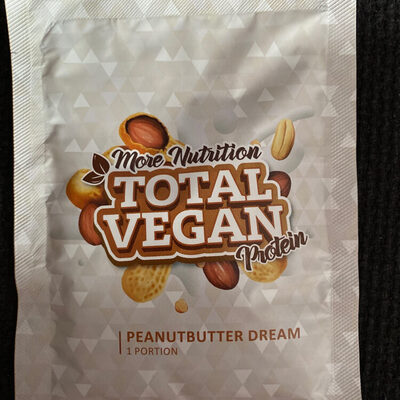 More Nutrition
TOTAL
VEGAN
Protein
PEANUTBUTTER DREAM
1 PORTION